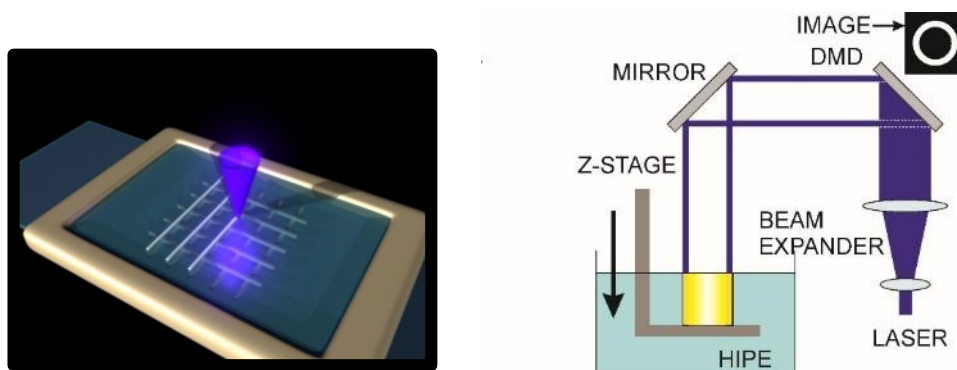 IMAGE
DMD
MIRROR
Z-STAGE
BEAM
EXPANDER
LASER
HIPE